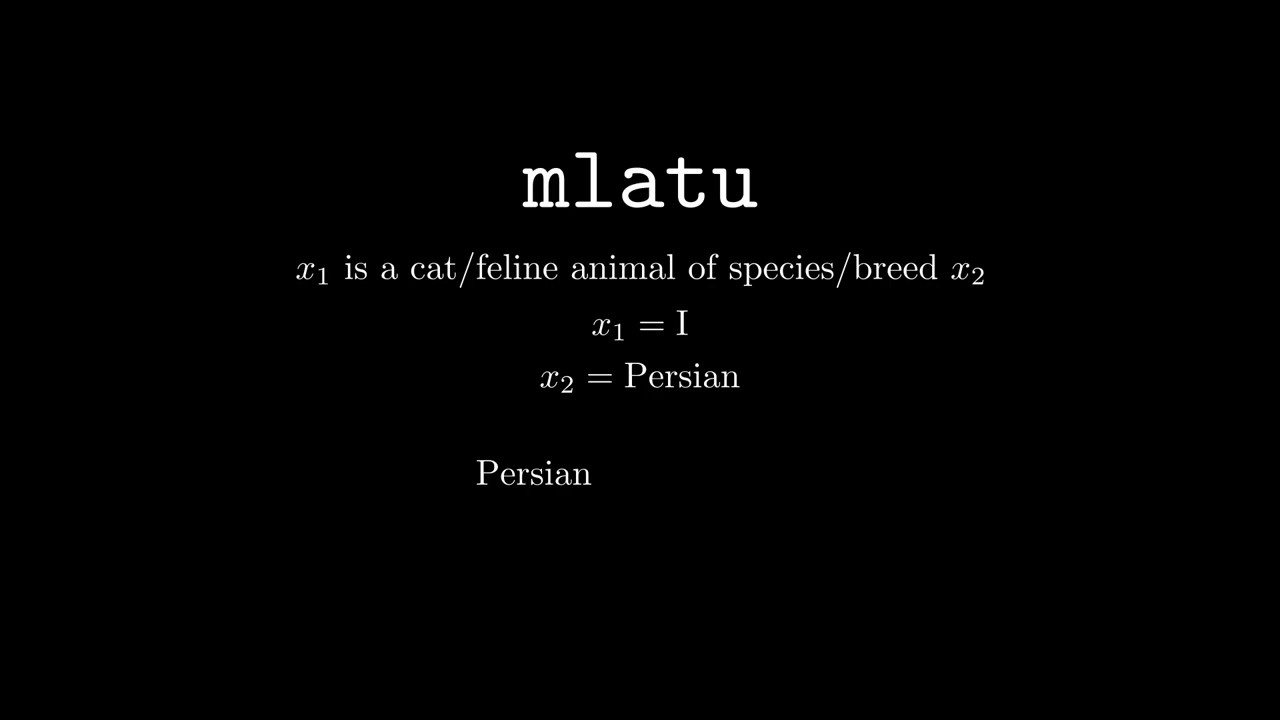 mlatu
x₁ is a cat/feline animal of species/breed x₂
x₁ = I
x₂ = Persian
Persian